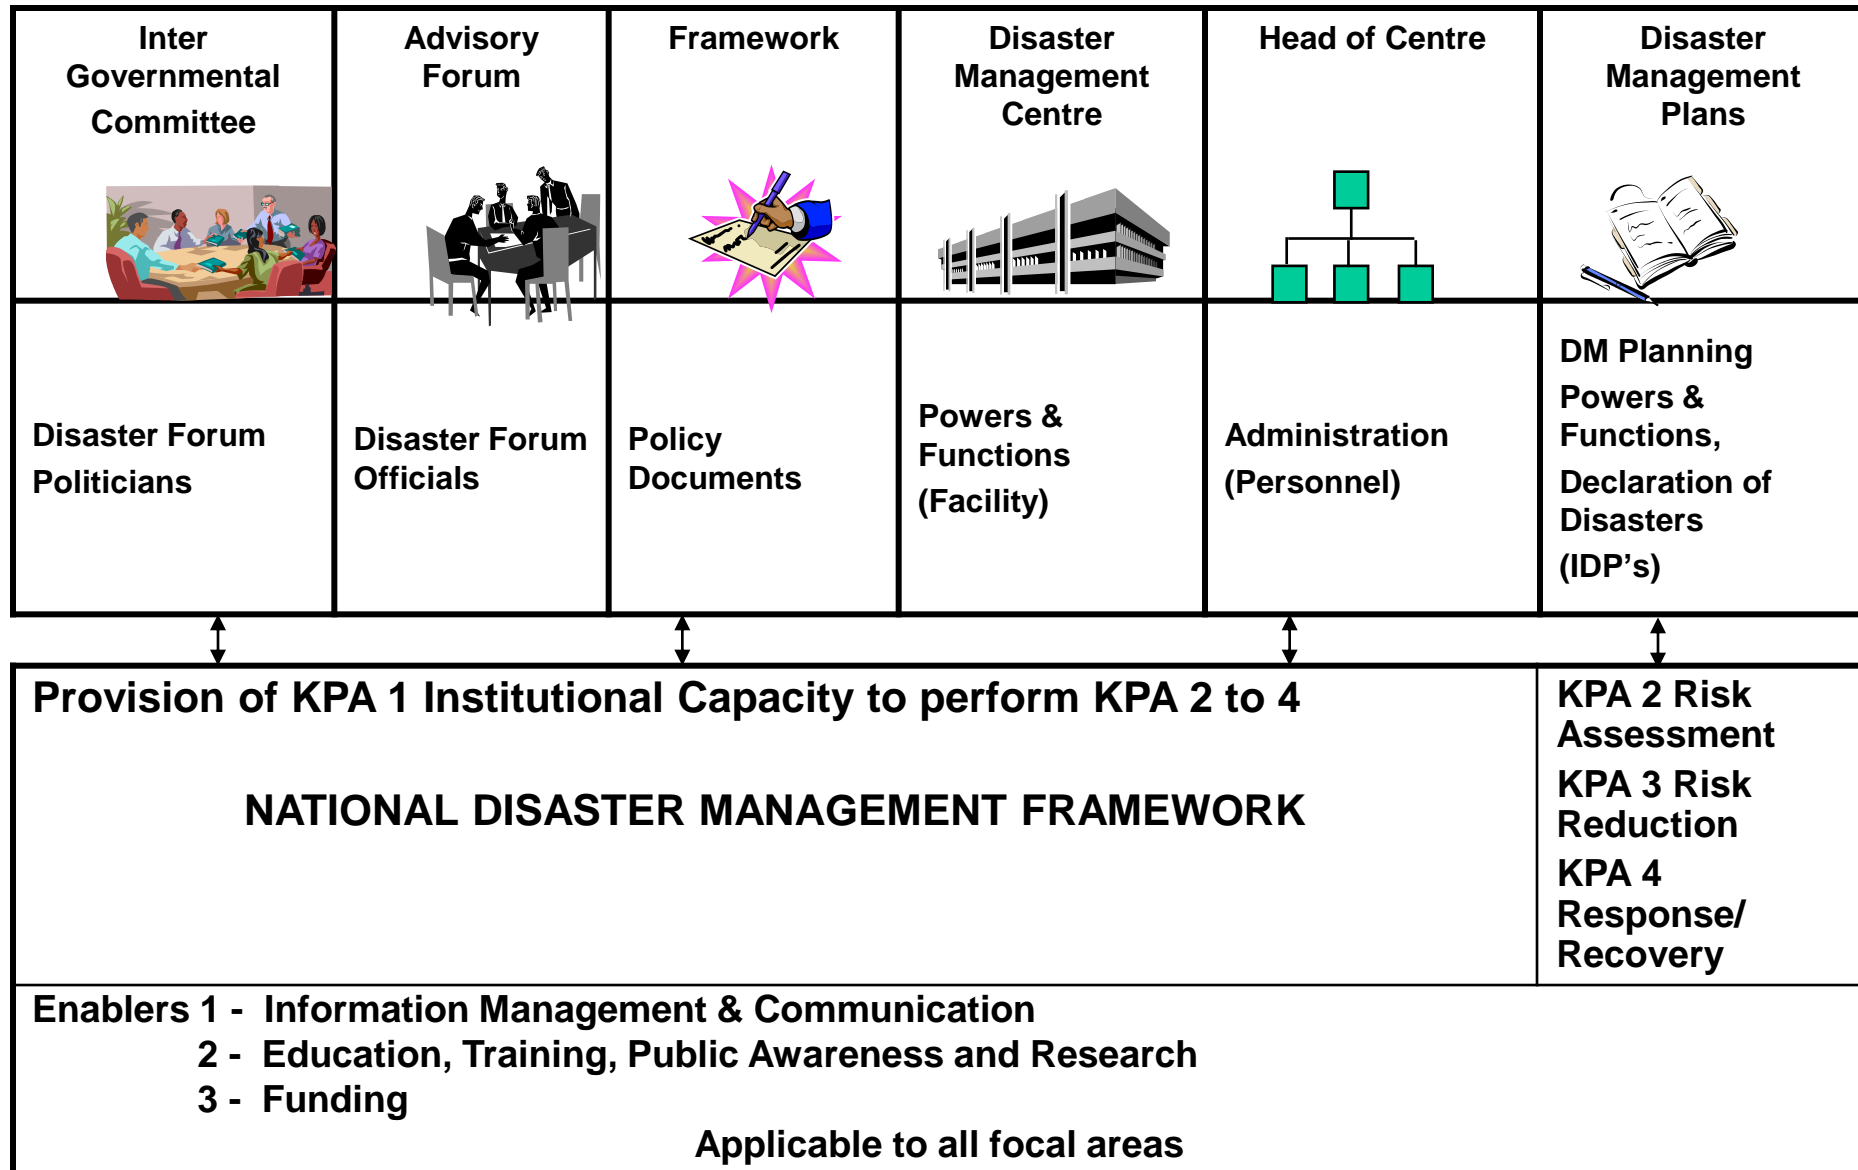 Inter
Governmental
Committee
Advisory
Forum
Framework
Disaster
Management
Centre
Head of Centre
Disaster
Management
Plans
Disaster Forum
Politicians
Disaster Forum
Officials
Policy
Documents
Powers &
Functions
(Facility)
Administration
(Personnel)
DM Planning
Powers &
Functions,
Declaration of
Disasters
(IDP’s)
Provision of KPA 1 Institutional Capacity to perform KPA 2 to 4
NATIONAL DISASTER MANAGEMENT FRAMEWORK
KPA 2 Risk
Assessment
KPA 3 Risk
Reduction
KPA 4
Response/
Recovery
Enablers 1 - Information Management & Communication
2 - Education, Training, Public Awareness and Research
3 - Funding
Applicable to all focal areas